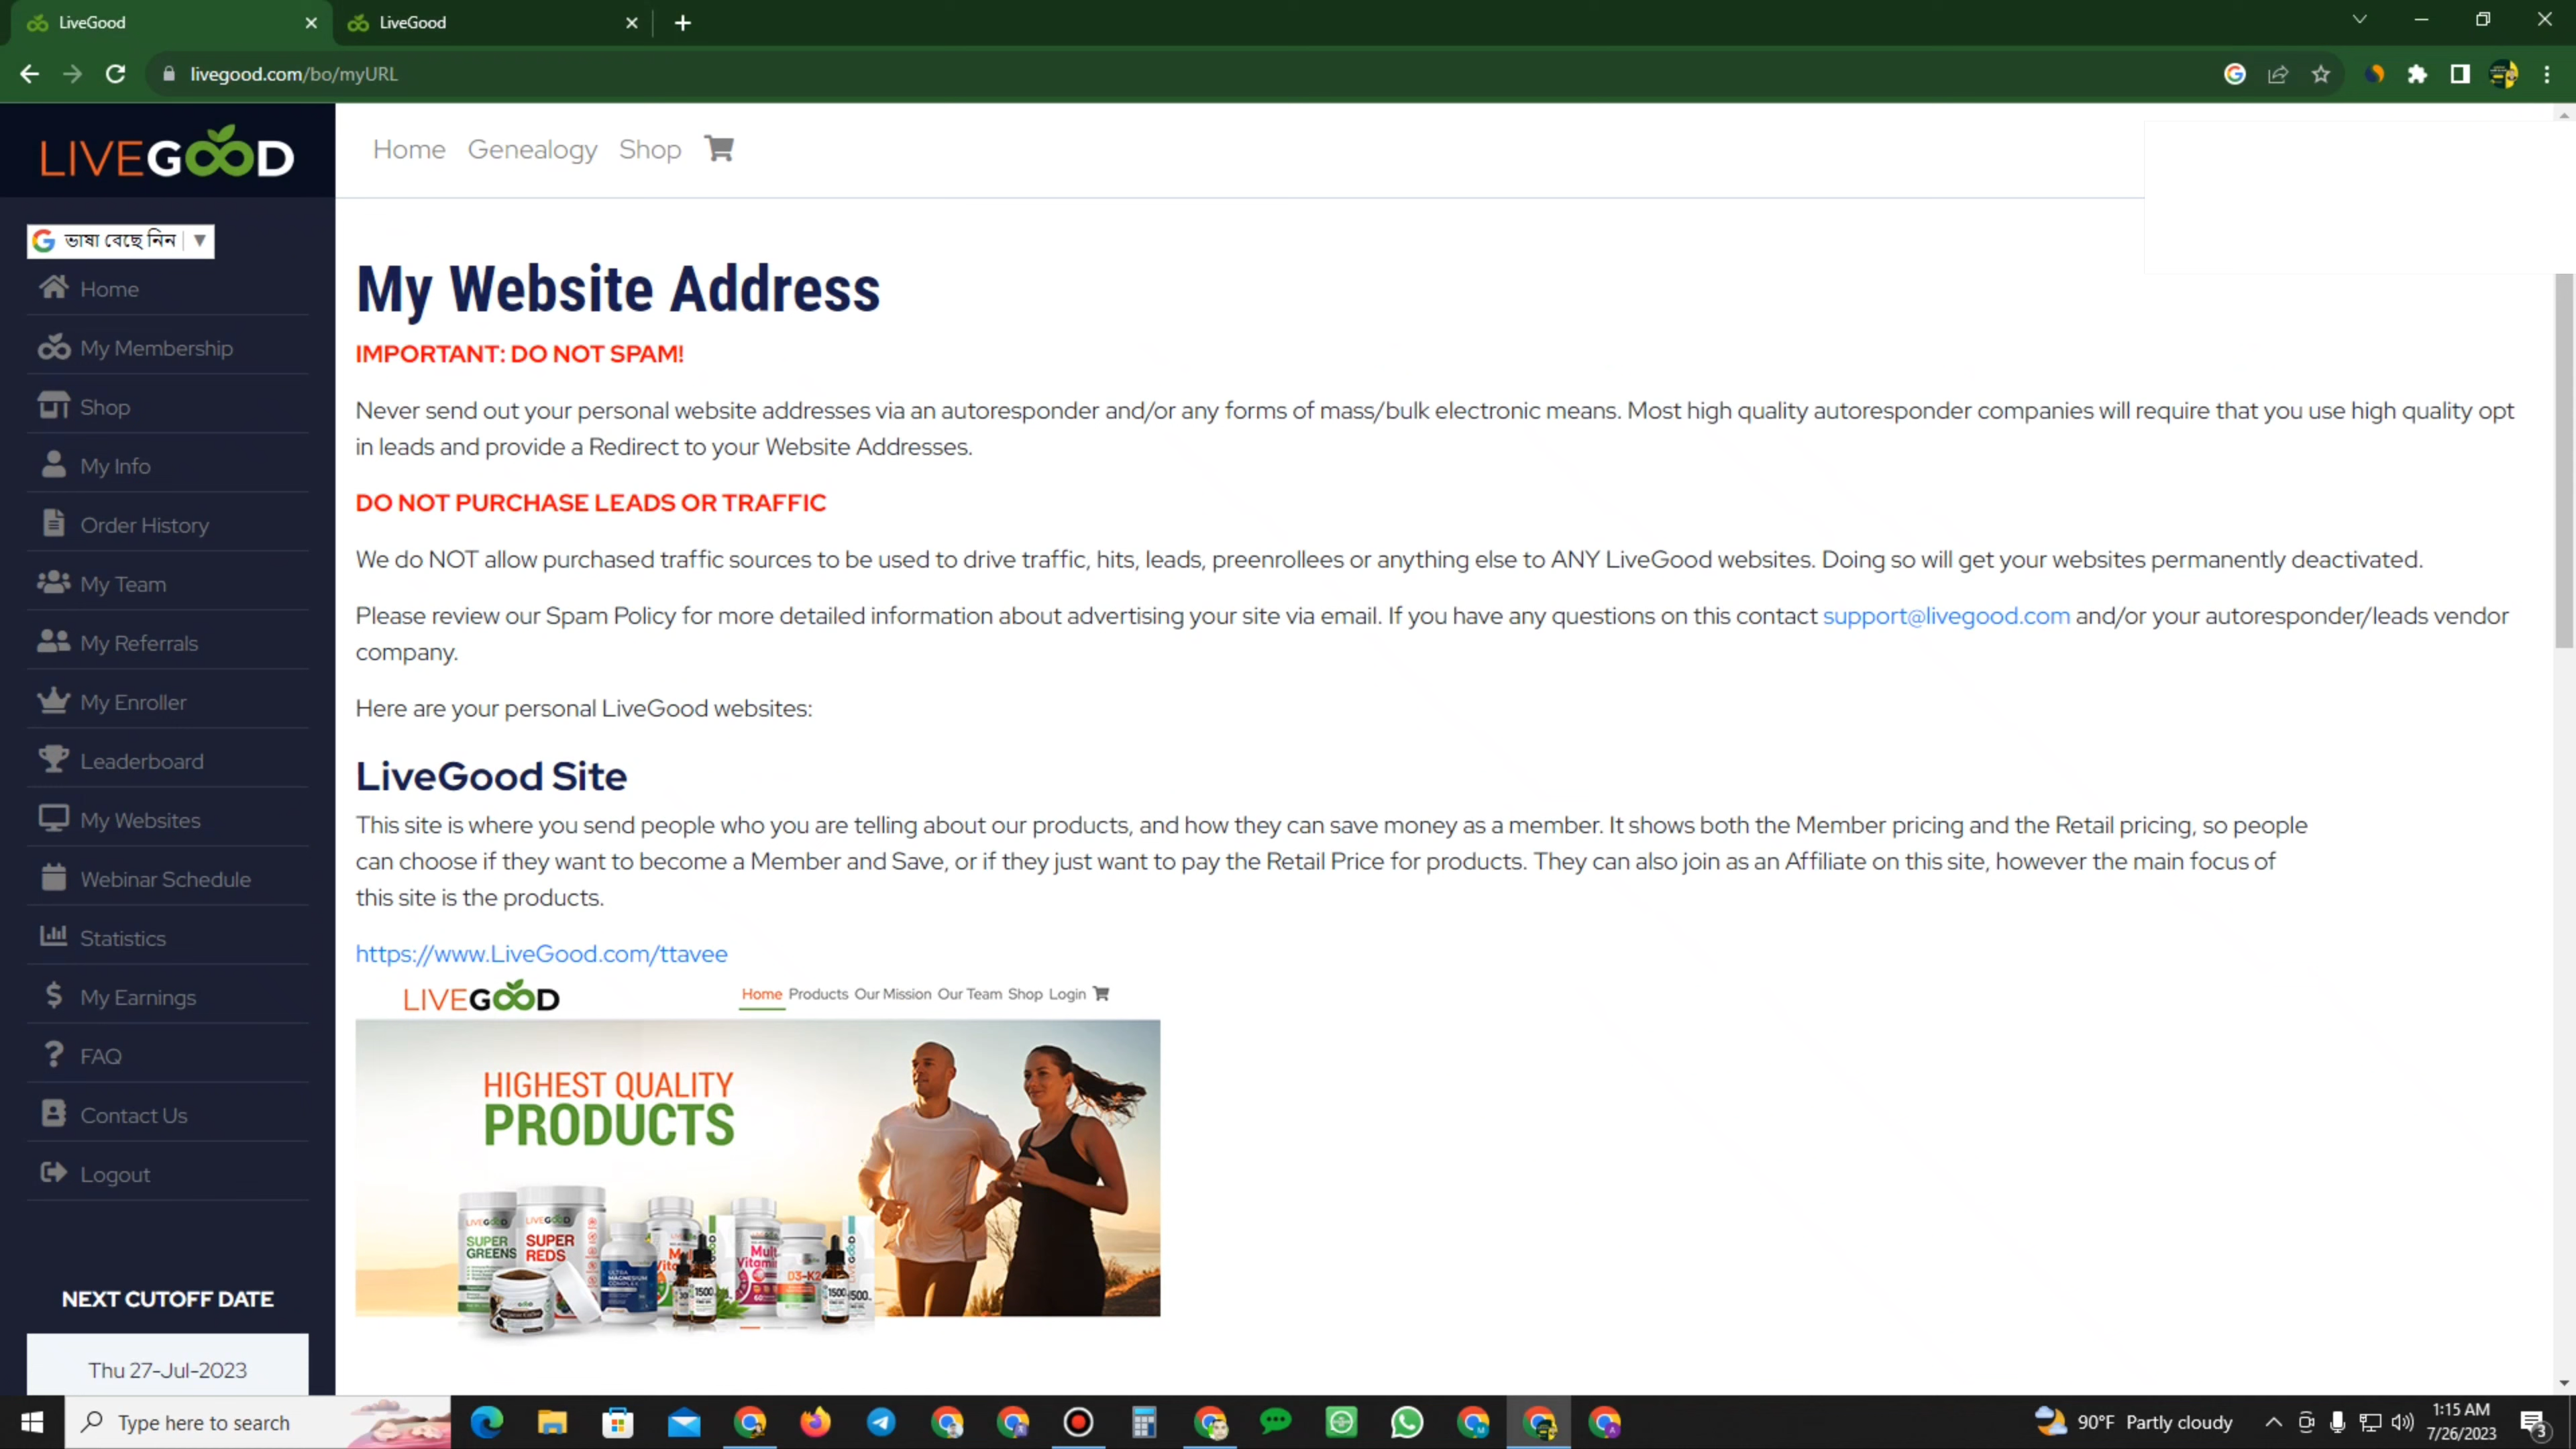 LiveGood
LiveGood
livegood.com/bo/myURL
LIVEGOOD
Home Genealogy Shop
ভাষা বেছে নিন
Home
My Membership
Shop
My Info
Order History
My Team
My Referrals
My Enroller
Leaderboard
My Websites
Webinar Schedule
Statistics
My Earnings
FAQ
Contact Us
Logout
NEXT CUTOFF DATE
Thu 27-Jul-2023
My Website Address
IMPORTANT: DO NOT SPAM!
Never send out your personal website addresses via an autoresponder and/or any forms of mass/bulk electronic means. Most high quality autoresponder companies will require that you use high quality opt
in leads and provide a Redirect to your Website Addresses.
DO NOT PURCHASE LEADS OR TRAFFIC
We do NOT allow purchased traffic sources to be used to drive traffic, hits, leads, preenrollees or anything else to ANY LiveGood websites. Doing so will get your websites permanently deactivated.
Please review our Spam Policy for more detailed information about advertising your site via email. If you have any questions on this contact support@livegood.com and/or your autoresponder/leads vendor
company.
Here are your personal LiveGood websites:
LiveGood Site
This site is where you send people who you are telling about our products, and how they can save money as a member. It shows both the Member pricing and the Retail pricing, so people
can choose if they want to become a Member and Save, or if they just want to pay the Retail Price for products. They can also join as an Affiliate on this site, however the main focus of
this site is the products.
https://www.LiveGood.com/ttavee
LIVEGOOD
Home Products Our Mission Our Team Shop Login
HIGHEST QUALITY
PRODUCTS
LIVEGOOD
SUPER
GREENS
LIVEGOOD
SUPER
REDS
ULTRA
MAGNESIUM
COMPLEX
Vitamin
D3-K2
1500
1500
Type here to search
90°F Partly cloudy
1:15 AM
7/26/2023
3